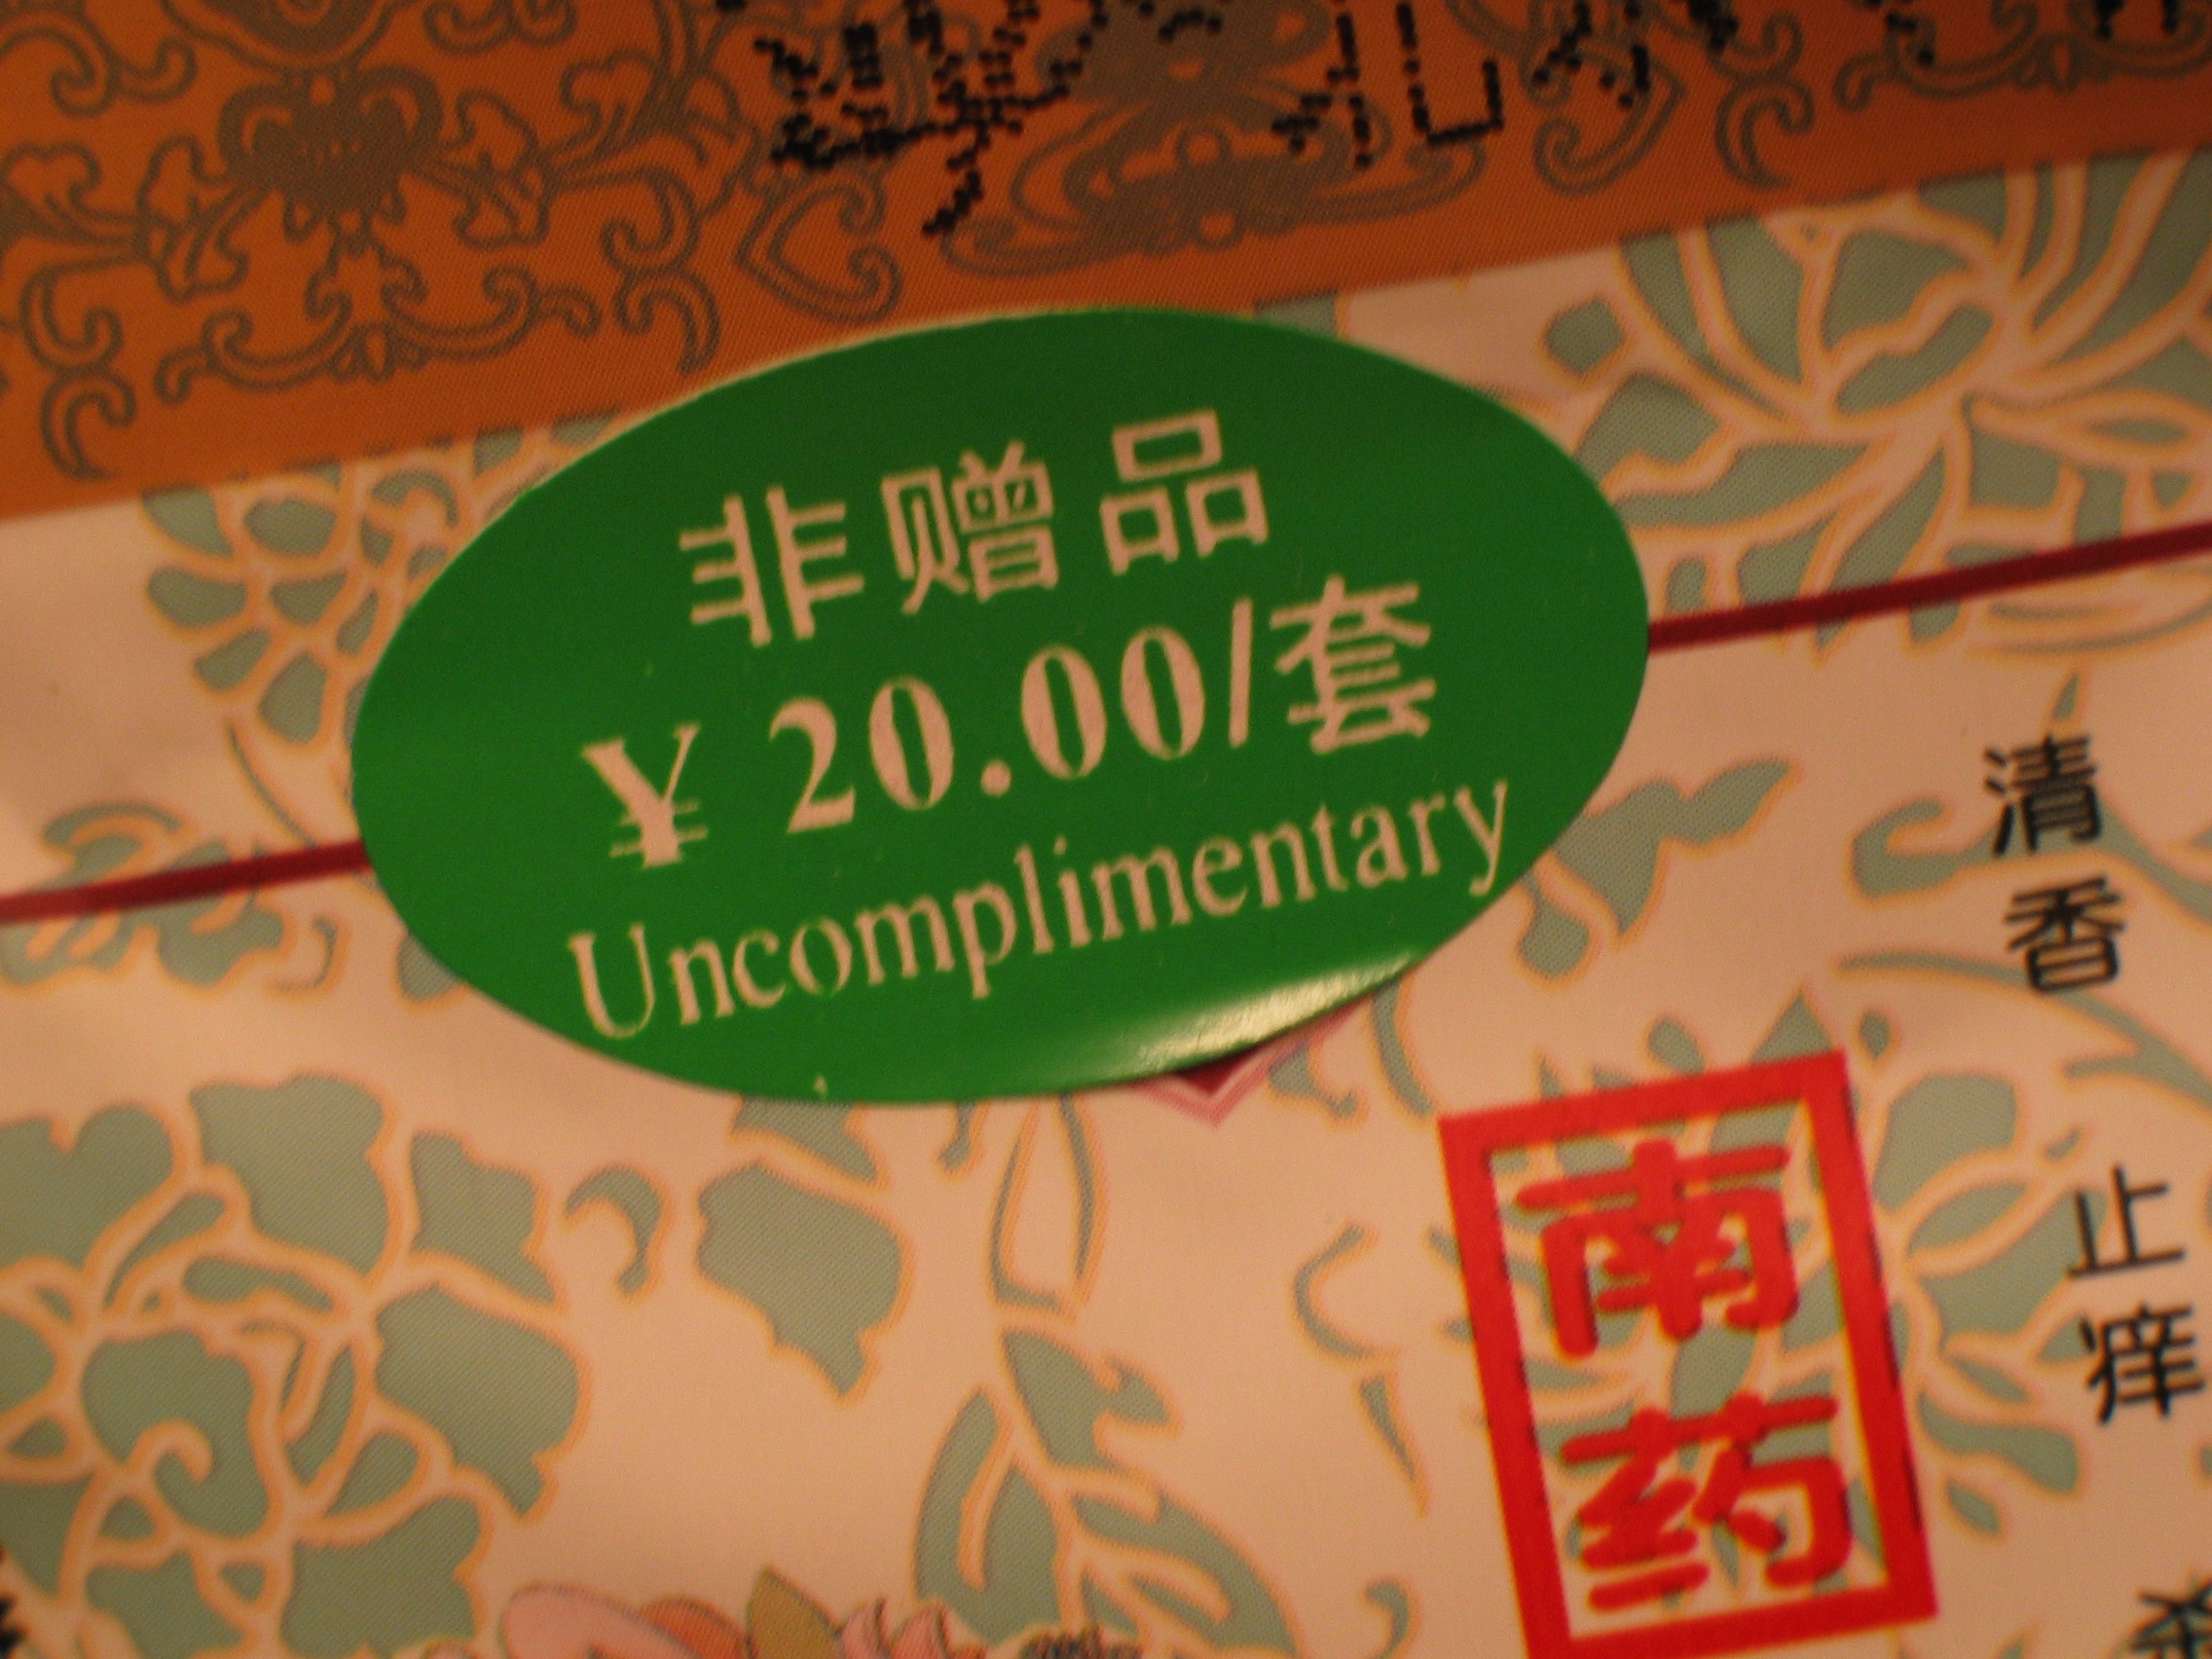 非赠品
¥ 20.00/套
Uncomplimentary
清香
止痒
南药